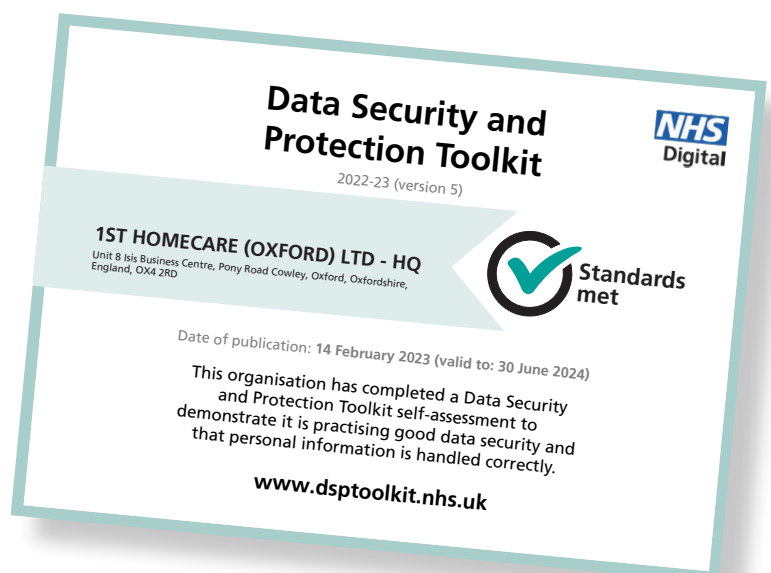 Data Security and
Protection Toolkit
2022-23 (version 5)
NHS
Digital
1ST HOMECARE (OXFORD) LTD - HQ
Unit 8 Isis Business Centre, Pony Road Cowley, Oxford, Oxfordshire,
England, OX4 2RD
Standards
met
Date of publication: 14 February 2023 (valid to: 30 June 2024)
This organisation has completed a Data Security
and Protection Toolkit self-assessment to
demonstrate it is practising good data security and
that personal information is handled correctly.
www.dsptoolkit.nhs.uk